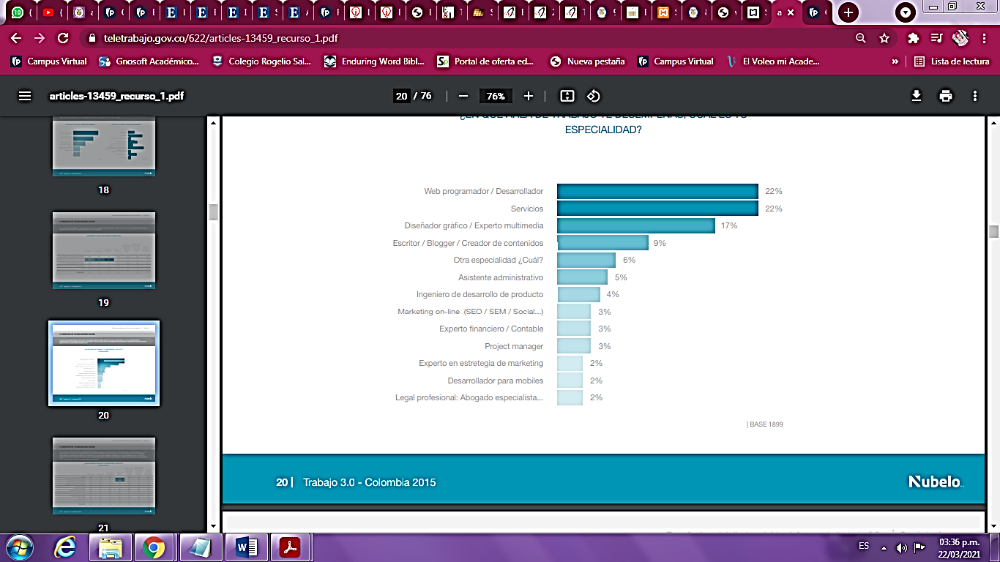 teletrabajo.gov.co/622/articles-13459_recurso_1.pdf
Campus Virtual
Gnosoft Académico...
Colegio Rogelio Sal...
Enduring Word Bibl...
Portal de oferta ed...
Nueva pestaña
Campus Virtual
El Voleo mi Acade...
»
Lista de lectura
articles-13459_recurso_1.pdf
20 / 76
76%
18
19
20
21
ESPECIALIDAD?
Web programador / Desarrollador 22%
Servicios 22%
Diseñador gráfico / Experto multimedia 17%
Escritor / Blogger / Creador de contenidos 9%
Otra especialidad ¿Cuál? 6%
Asistente administrativo 5%
Ingeniero de desarrollo de producto 4%
Marketing on-line (SEO / SEM / Social...) 3%
Experto financiero / Contable 3%
Project manager 3%
Experto en estretegia de marketing 2%
Desarrollador para mobiles 2%
Legal profesional: Abogado especialista... 2%
| BASE 1899
20 | Trabajo 3.0 - Colombia 2015
Nubelo
ES
03:36 p.m.
22/03/2021